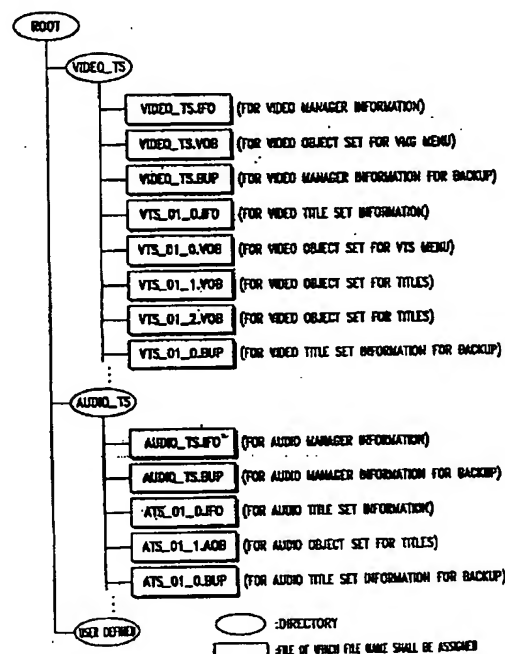 ROOT
VIDEO_TS
VIDEO_TS.IFO (FOR VIDEO MANAGER INFORMATION)
VIDEO_TS.VOB (FOR VIDEO OBJECT SET FOR VMG MENU)
VIDEO_TS.BUP (FOR VIDEO MANAGER INFORMATION FOR BACKUP)
VTS_01_0.IFO (FOR VIDEO TITLE SET INFORMATION)
VTS_01_0.VOB (FOR VIDEO OBJECT SET FOR VTS MENU)
VTS_01_1.VOB (FOR VIDEO OBJECT SET FOR TITLES)
VTS_01_2.VOB (FOR VIDEO OBJECT SET FOR TITLES)
VTS_01_0.BUP (FOR VIDEO TITLE SET INFORMATION FOR BACKUP)
AUDIO_TS
AUDIO_TS.IFO (FOR AUDIO MANAGER INFORMATION)
AUDIO_TS.BUP (FOR AUDIO MANAGER INFORMATION FOR BACKUP)
ATS_01_0.IFO (FOR AUDIO TITLE SET INFORMATION)
ATS_01_1.AOB (FOR AUDIO OBJECT SET FOR TITLES)
ATS_01_0.BUP (FOR AUDIO TITLE SET INFORMATION FOR BACKUP)
USER DEFINED
:DIRECTORY
:FILE OF WHICH FILE NAME SHALL BE ASSIGNED